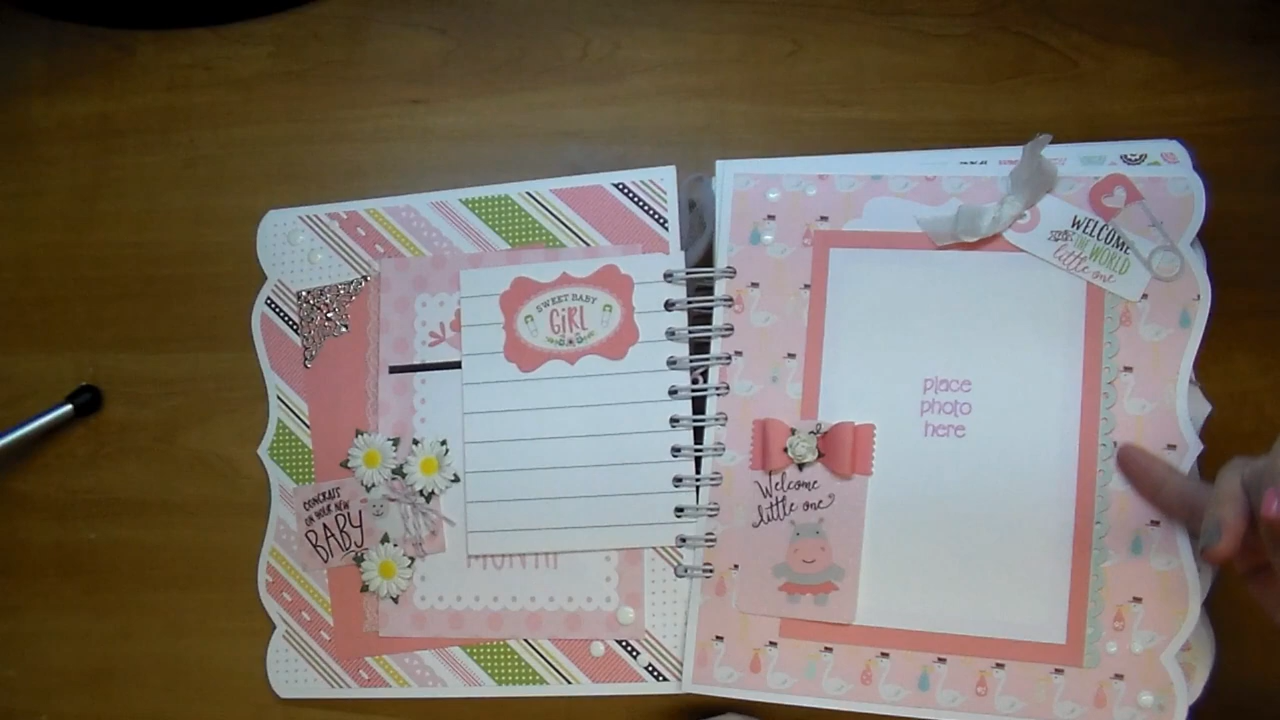 SWEET BABY
GIRL
CONGRATS
ON YOUR NEW
BABY
MONTH
WELCOME
TO THE WORLD
little one
place
photo
here
Welcome
little one